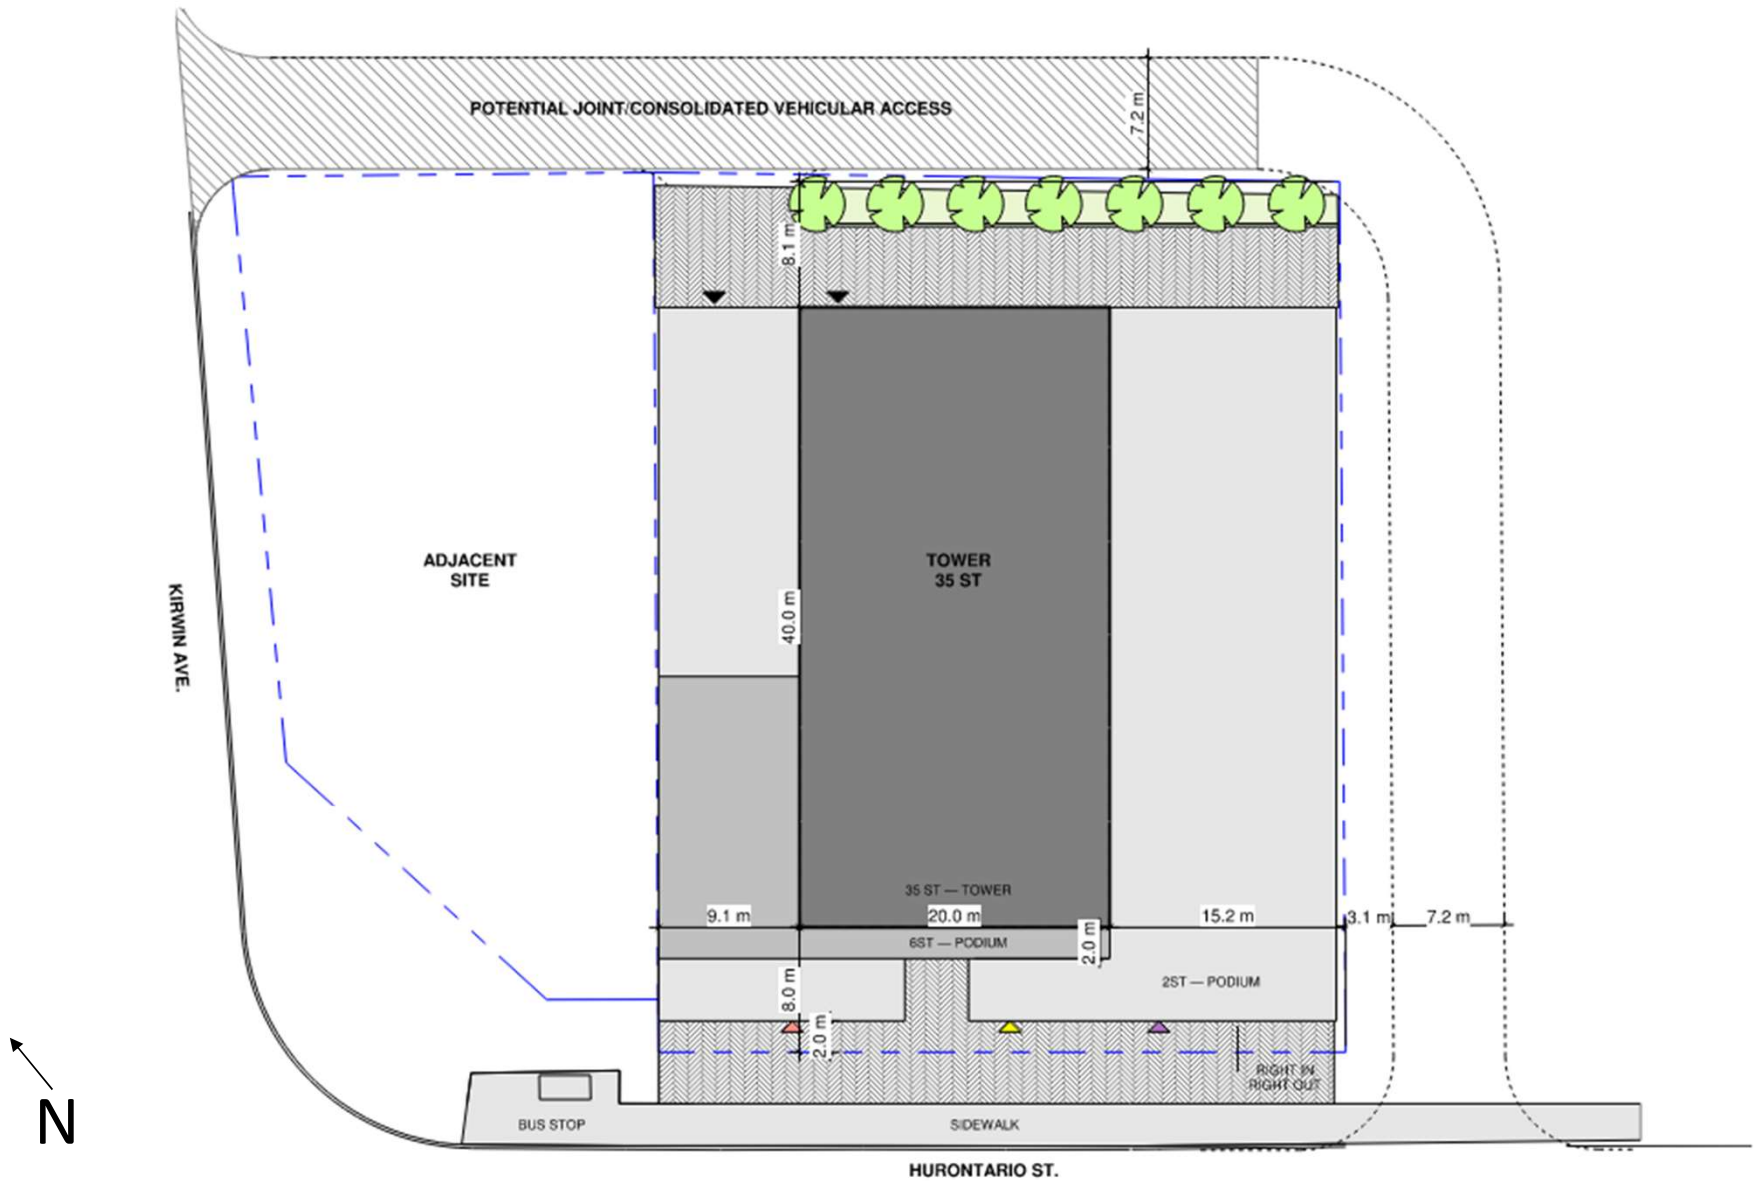 POTENTIAL JOINT/CONSOLIDATED VEHICULAR ACCESS
7.2 m
8.1 m
ADJACENT
SITE
TOWER
35 ST
40.0 m
KIRWIN AVE.
35 ST — TOWER
9.1 m
20.0 m
15.2 m
3.1 m
7.2 m
6ST — PODIUM
2.0 m
8.0 m
2ST — PODIUM
2.0 m
RIGHT IN
RIGHT OUT
N
BUS STOP
SIDEWALK
HURONTARIO ST.